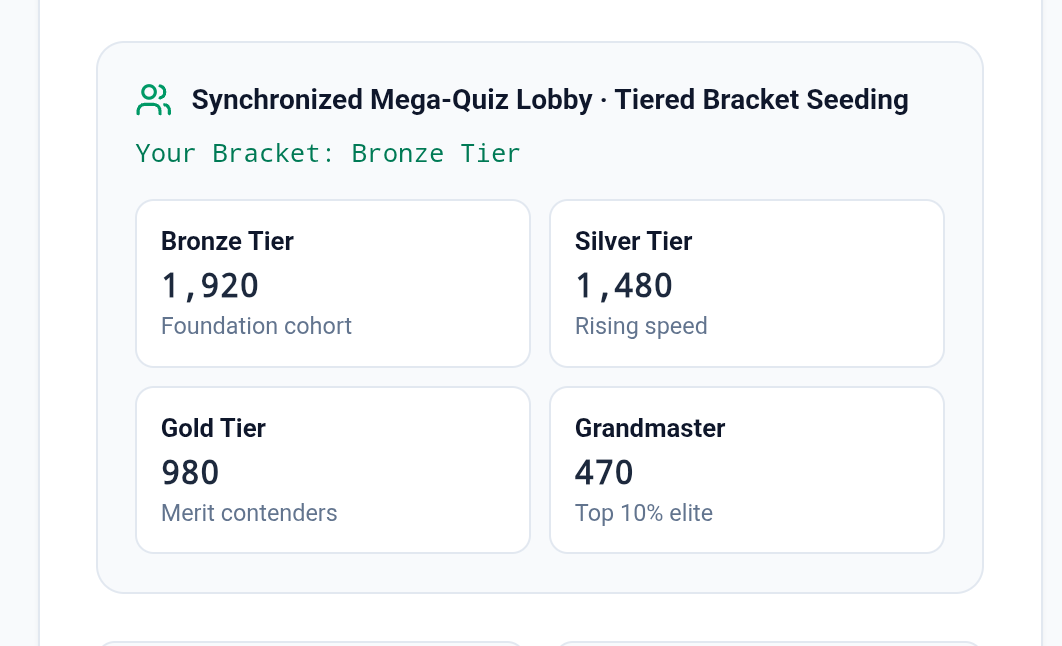 Synchronized Mega-Quiz Lobby · Tiered Bracket Seeding
Your Bracket: Bronze Tier
Bronze Tier
1,920
Foundation cohort
Silver Tier
1,480
Rising speed
Gold Tier
980
Merit contenders
Grandmaster
470
Top 10% elite